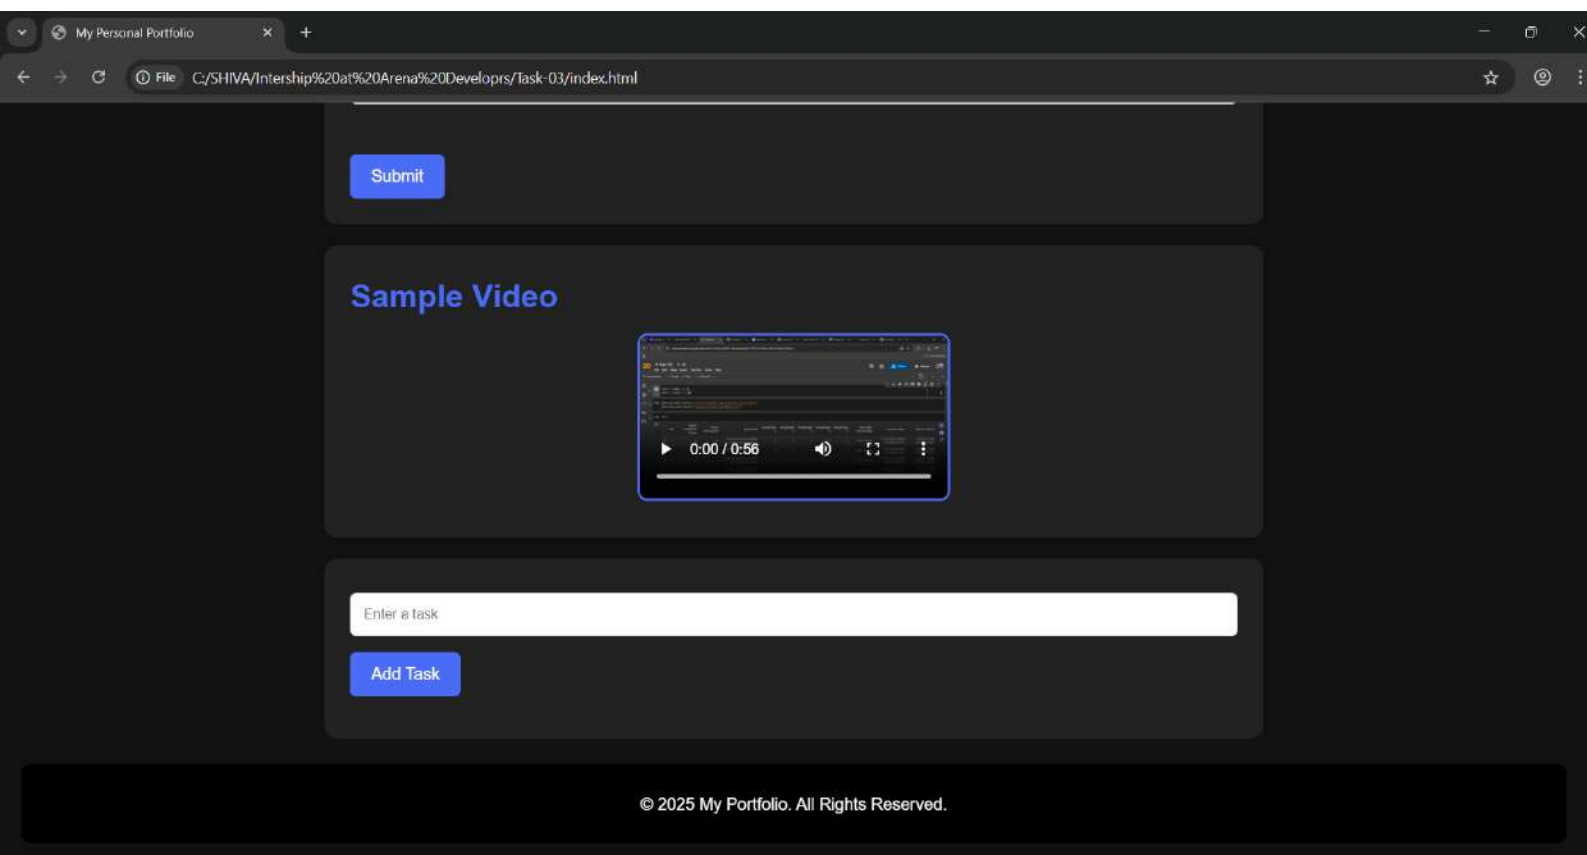 My Personal Portfolio
File C:/SHIVA/Intership%20at%20Arena%20Developrs/Task-03/index.html
Submit
Sample Video
0:00 / 0:56
Enter a task
Add Task
© 2025 My Portfolio. All Rights Reserved.